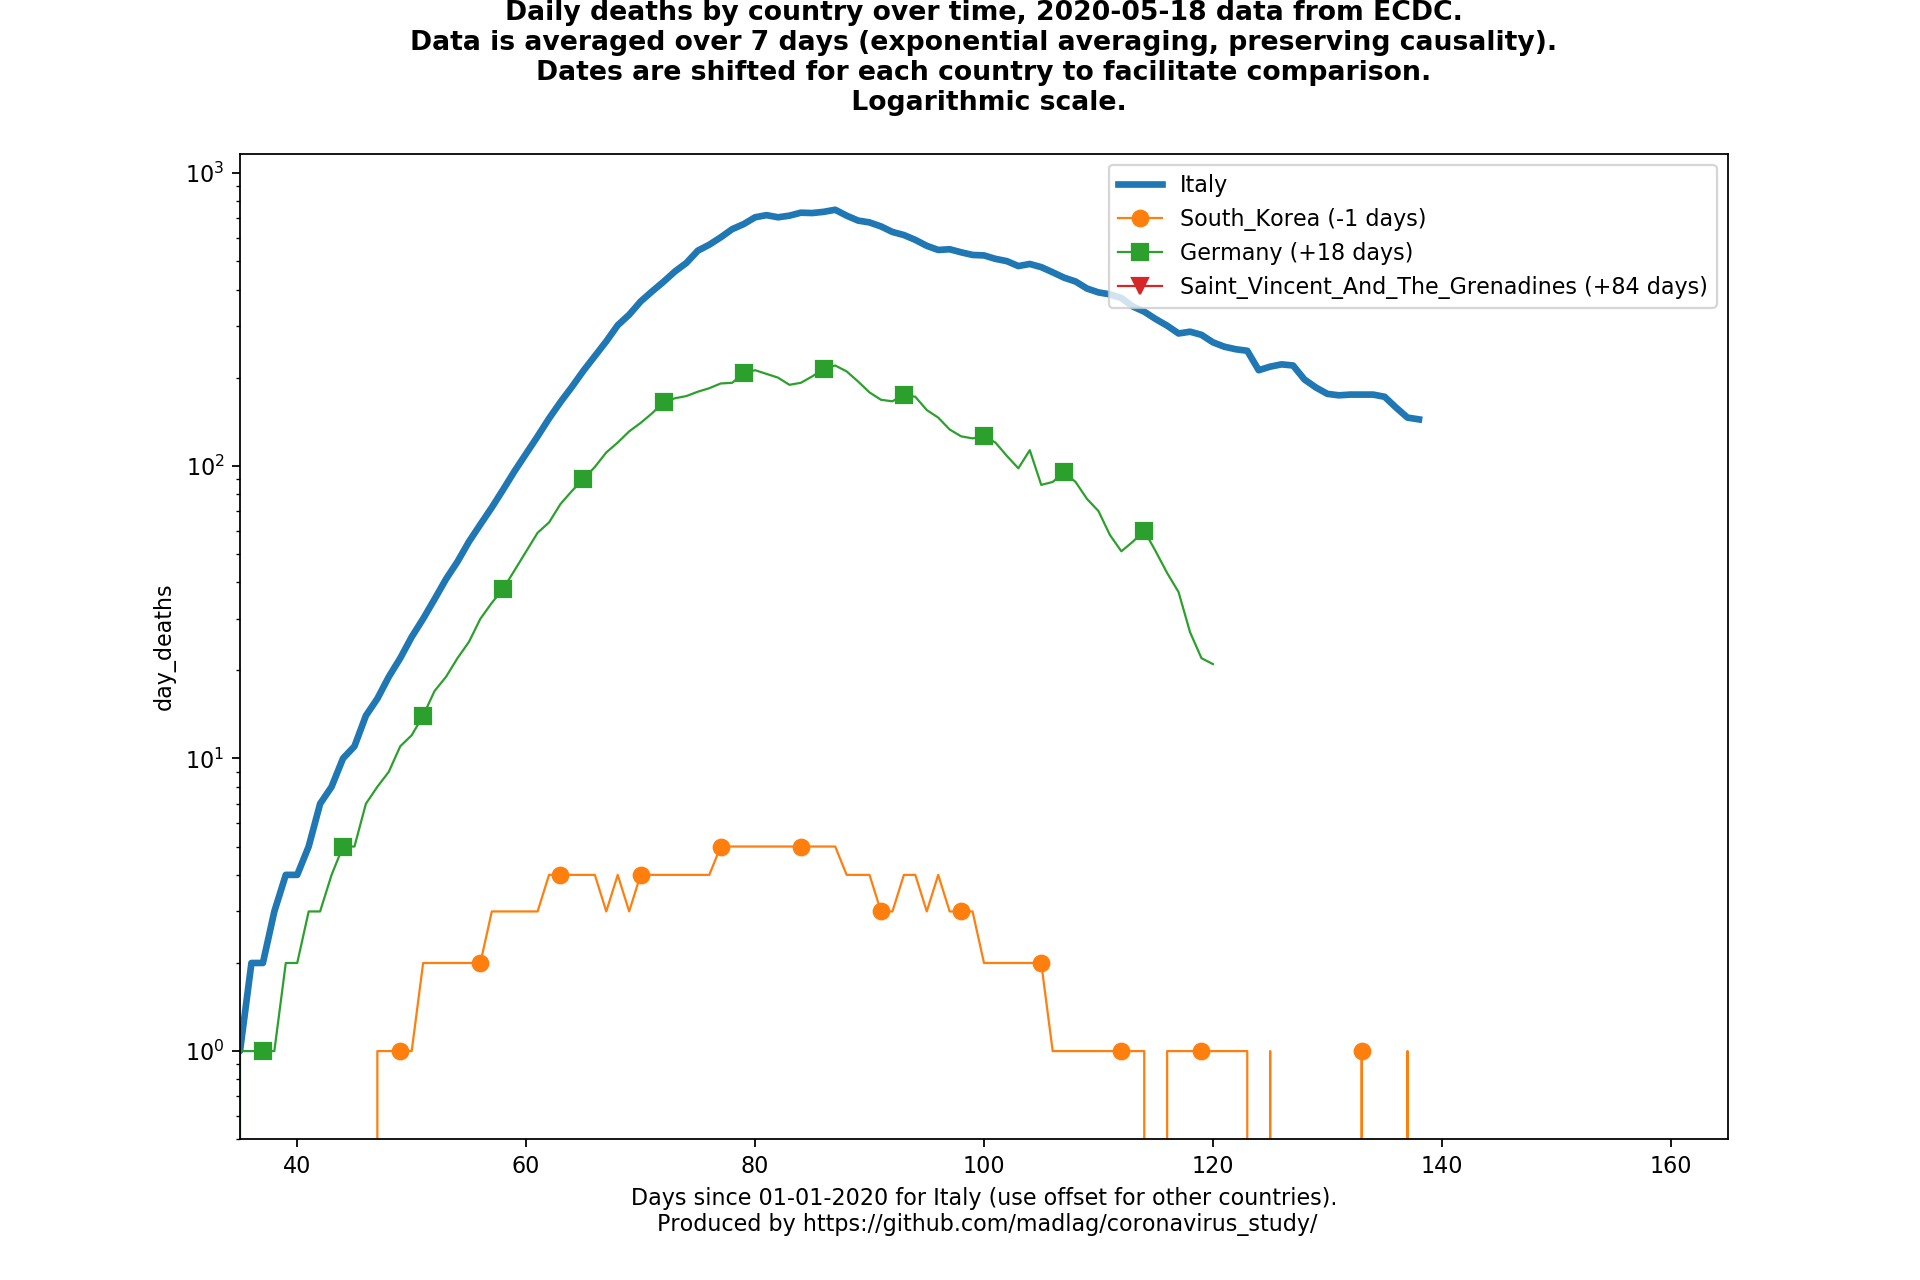 Daily deaths by country over time, 2020-05-18 data from ECDC.
Data is averaged over 7 days (exponential averaging, preserving causality).
Dates are shifted for each country to facilitate comparison.
Logarithmic scale.
10³
10²
10¹
10⁰
day_deaths
Italy
South_Korea (-1 days)
Germany (+18 days)
Saint_Vincent_And_The_Grenadines (+84 days)
40 60 80 100 120 140 160
Days since 01-01-2020 for Italy (use offset for other countries).
Produced by https://github.com/madlag/coronavirus_study/